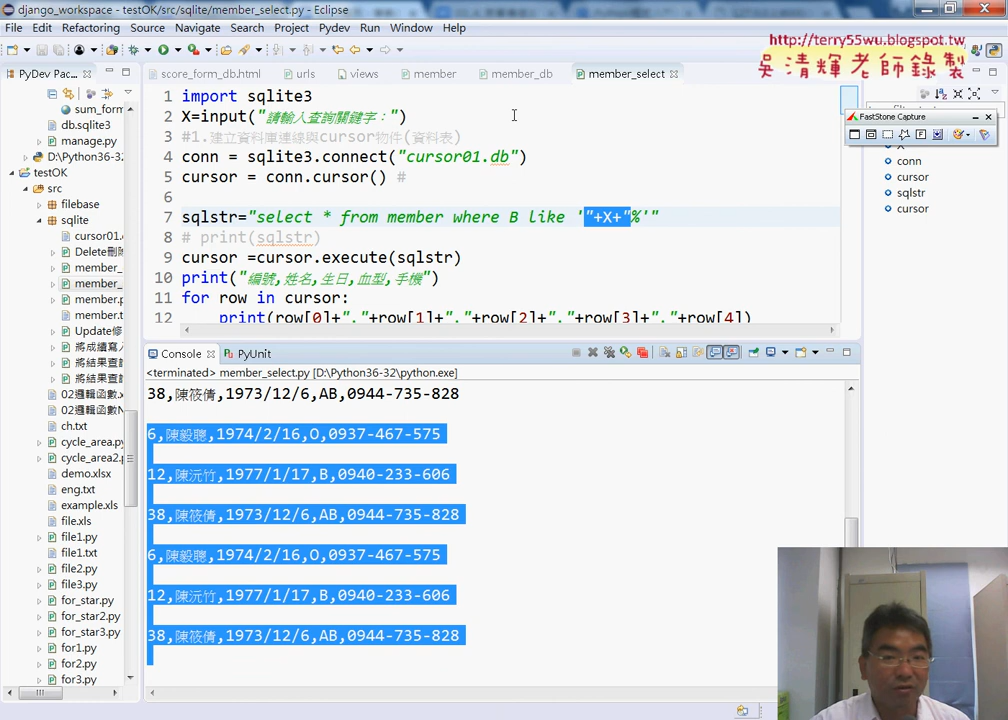 django_workspace - testOK/src/sqlite/member_select.py - Eclipse
File Edit Refactoring Source Navigate Search Project Pydev Run Window Help
http://terry55wu.blogspot.tw
吳清輝老師錄製
PyDev Pac
score_form_db.html
urls
views
member
member_db
member_select
FastStone Capture
sum_form
db.sqlite3
manage.py
D:\Python36-32
testOK
src
filebase
sqlite
cursor01.
Delete刪除
member_
member_
member.p
member.t
Update修
將成績寫入
將結果查詢
將結果查詢
02邏輯函數.x
02邏輯函數N
ch.txt
cycle_area.py
cycle_area2.
demo.xlsx
eng.txt
example.xls
file.xls
file1.py
file1.txt
file2.py
file3.py
for_star.py
for_star2.py
for_star3.py
for1.py
for2.py
for3.py
1 import sqlite3
2 X=input("請輸入查詢關鍵字：")
3 #1.建立資料庫連線與cursor物件(資料表)
4 conn = sqlite3.connect("cursor01.db")
5 cursor = conn.cursor() #
6
7 sqlstr="select * from member where B like '"+X+"%'"
8 # print(sqlstr)
9 cursor =cursor.execute(sqlstr)
10 print("編號,姓名,生日,血型,手機")
11 for row in cursor:
12 print(row[0]+","+row[1]+","+row[2]+","+row[3]+","+row[4])
X
conn
cursor
sqlstr
cursor
Console
PyUnit
<terminated> member_select.py [D:\Python36-32\python.exe]
38,陳筱倩,1973/12/6,AB,0944-735-828
6,陳毅聰,1974/2/16,O,0937-467-575
12,陳沅竹,1977/1/17,B,0940-233-606
38,陳筱倩,1973/12/6,AB,0944-735-828
6,陳毅聰,1974/2/16,O,0937-467-575
12,陳沅竹,1977/1/17,B,0940-233-606
38,陳筱倩,1973/12/6,AB,0944-735-828